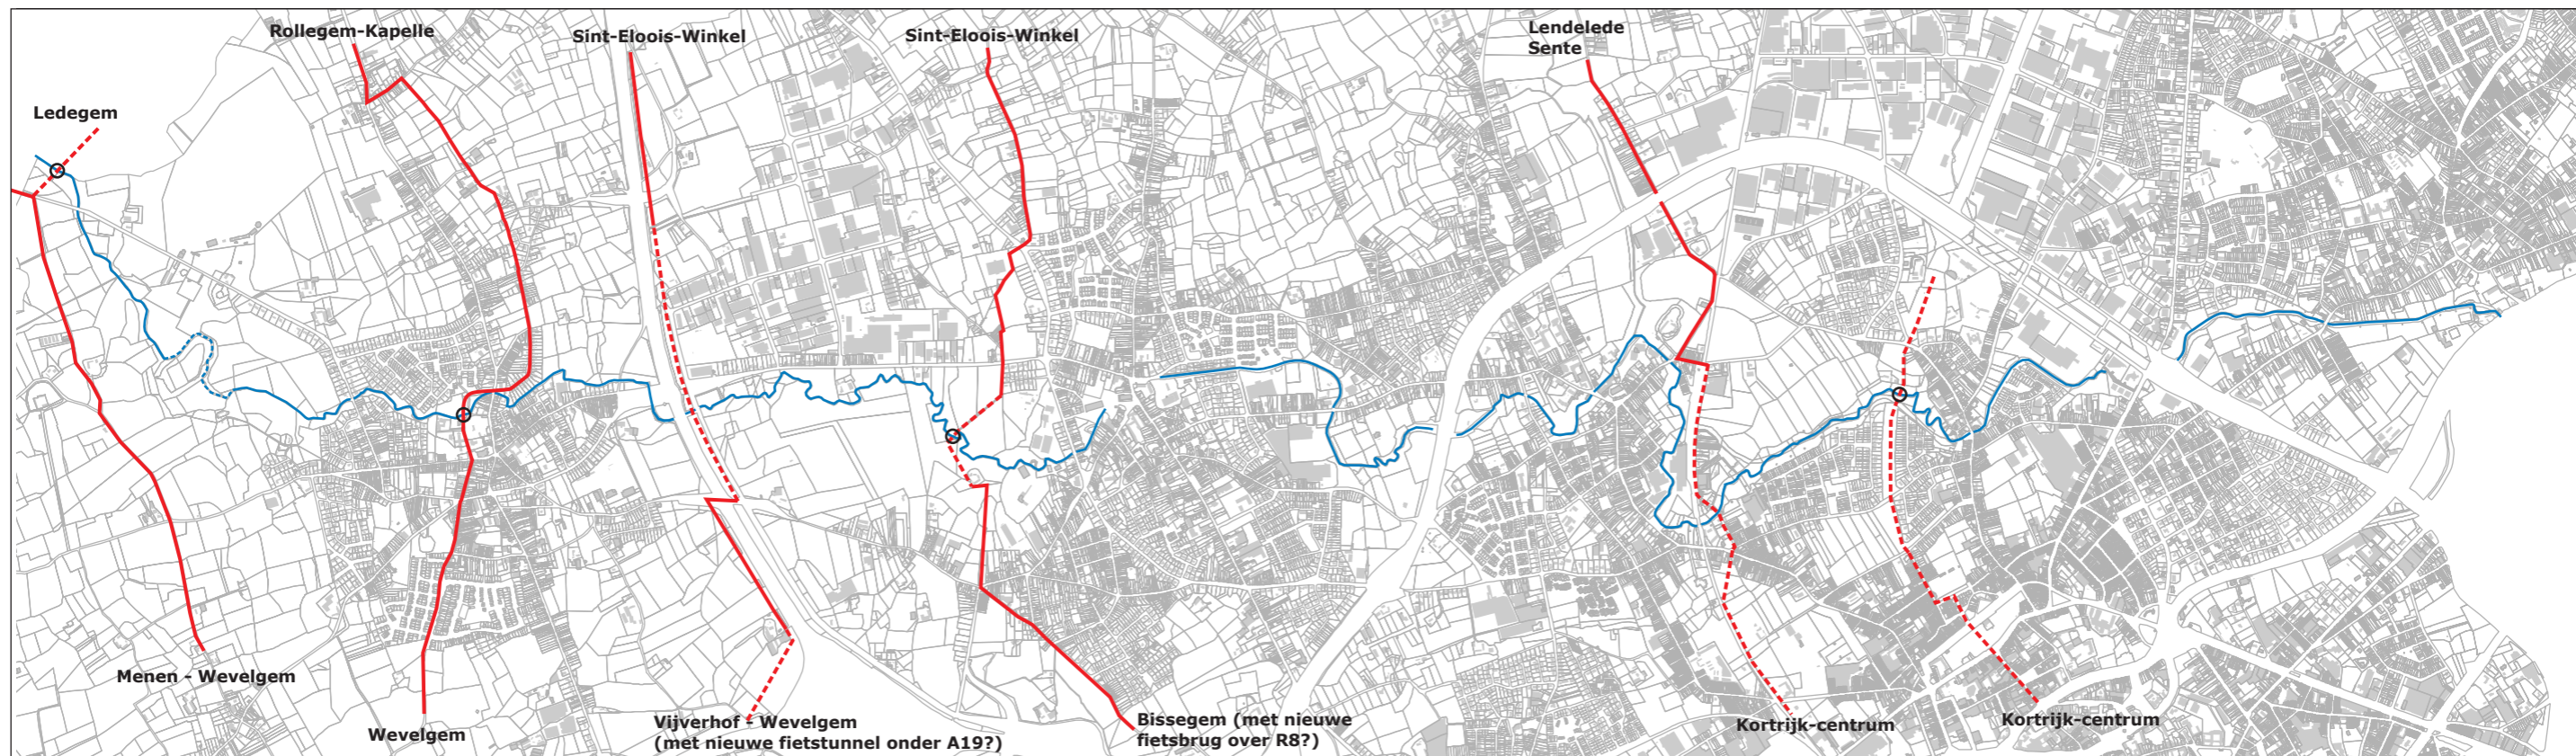 Rollegem-Kapelle
Sint-Eloois-Winkel
Sint-Eloois-Winkel
Lendelede
Sente
Ledegem
Menen - Wevelgem
Wevelgem
Vijverhof - Wevelgem
(met nieuwe fietstunnel onder A19?)
Bissegem (met nieuwe
fietsbrug over R8?)
Kortrijk-centrum
Kortrijk-centrum